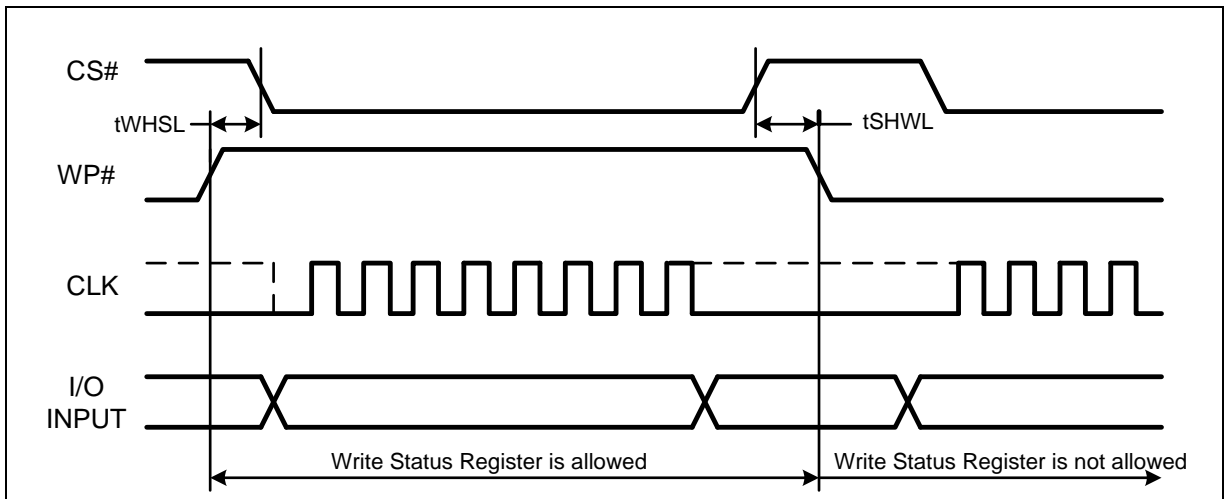 CS#
tWHSL
tSHWL
WP#
CLK
I/O
INPUT
Write Status Register is allowed
Write Status Register is not allowed